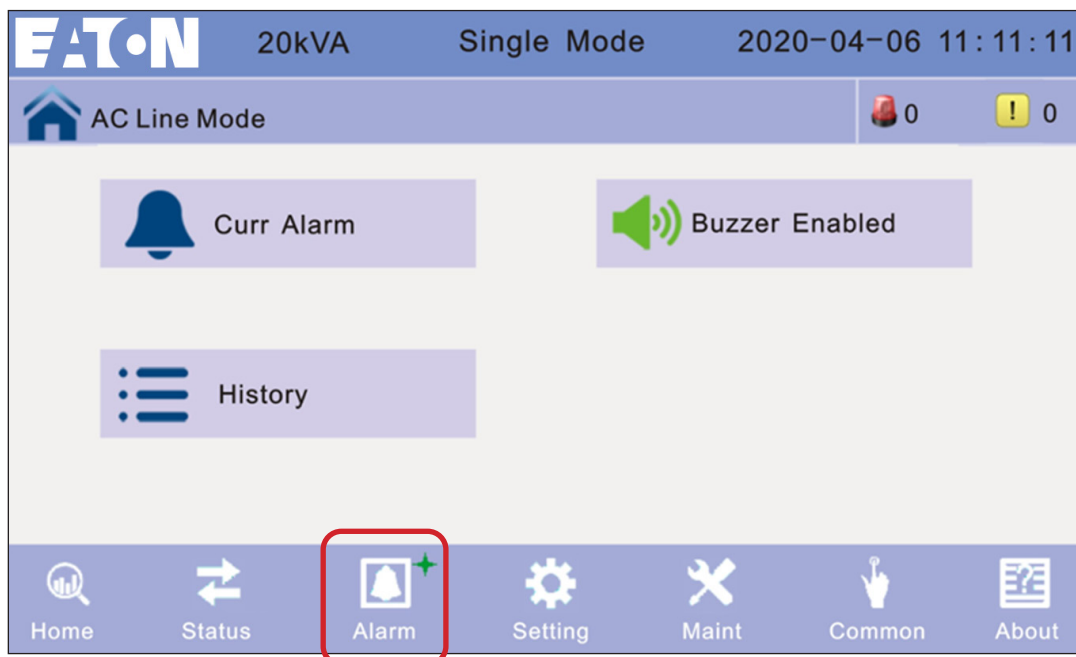 EATON 20kVA Single Mode 2020-04-06 11:11:11
AC Line Mode 0 ! 0
Curr Alarm Buzzer Enabled
History
Home Status Alarm Setting Maint Common About